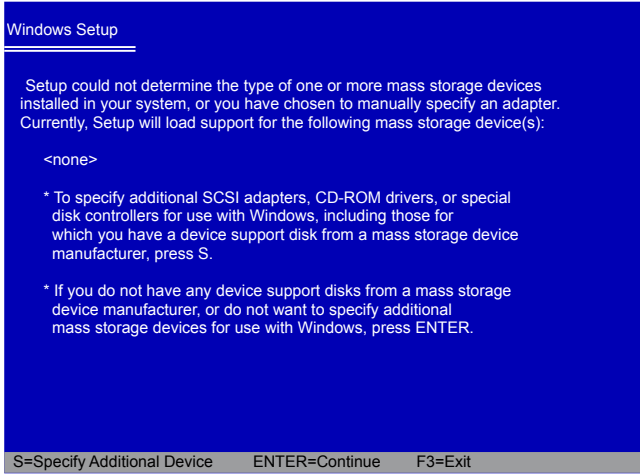 Windows Setup
Setup could not determine the type of one or more mass storage devices
installed in your system, or you have chosen to manually specify an adapter.
Currently, Setup will load support for the following mass storage device(s):
<none>
* To specify additional SCSI adapters, CD-ROM drivers, or special
disk controllers for use with Windows, including those for
which you have a device support disk from a mass storage device
manufacturer, press S.
* If you do not have any device support disks from a mass storage
device manufacturer, or do not want to specify additional
mass storage devices for use with Windows, press ENTER.
S=Specify Additional Device ENTER=Continue F3=Exit